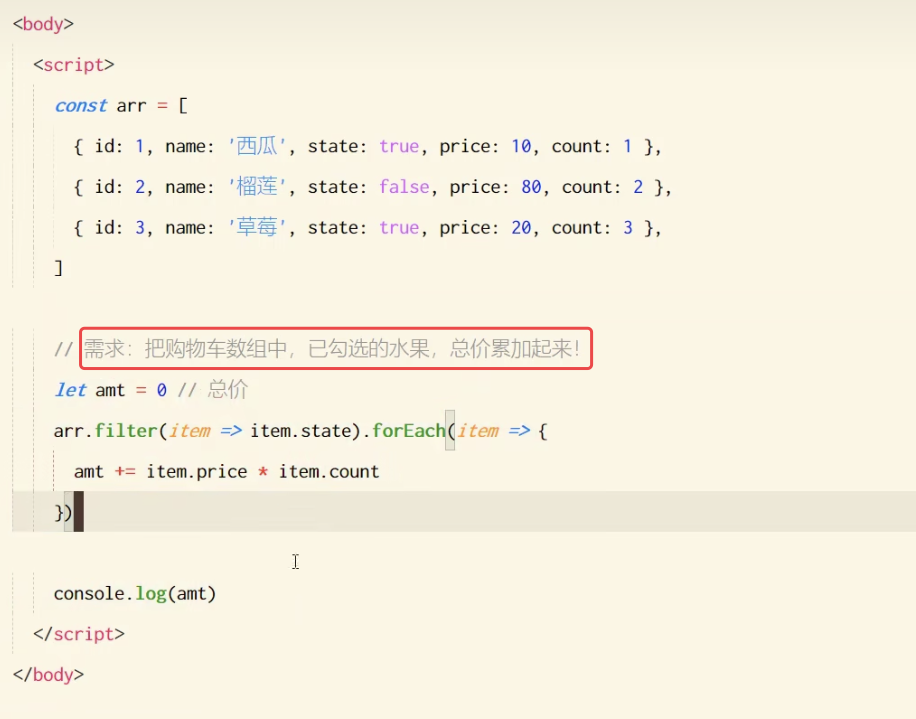 <body>
<script>
const arr = [
{ id: 1, name: '西瓜', state: true, price: 10, count: 1 },
{ id: 2, name: '榴莲', state: false, price: 80, count: 2 },
{ id: 3, name: '草莓', state: true, price: 20, count: 3 },
]
// 需求：把购物车数组中，已勾选的水果，总价累加起来！
let amt = 0 // 总价
arr.filter(item => item.state).forEach(item => {
amt += item.price * item.count
})
console.log(amt)
</script>
</body>